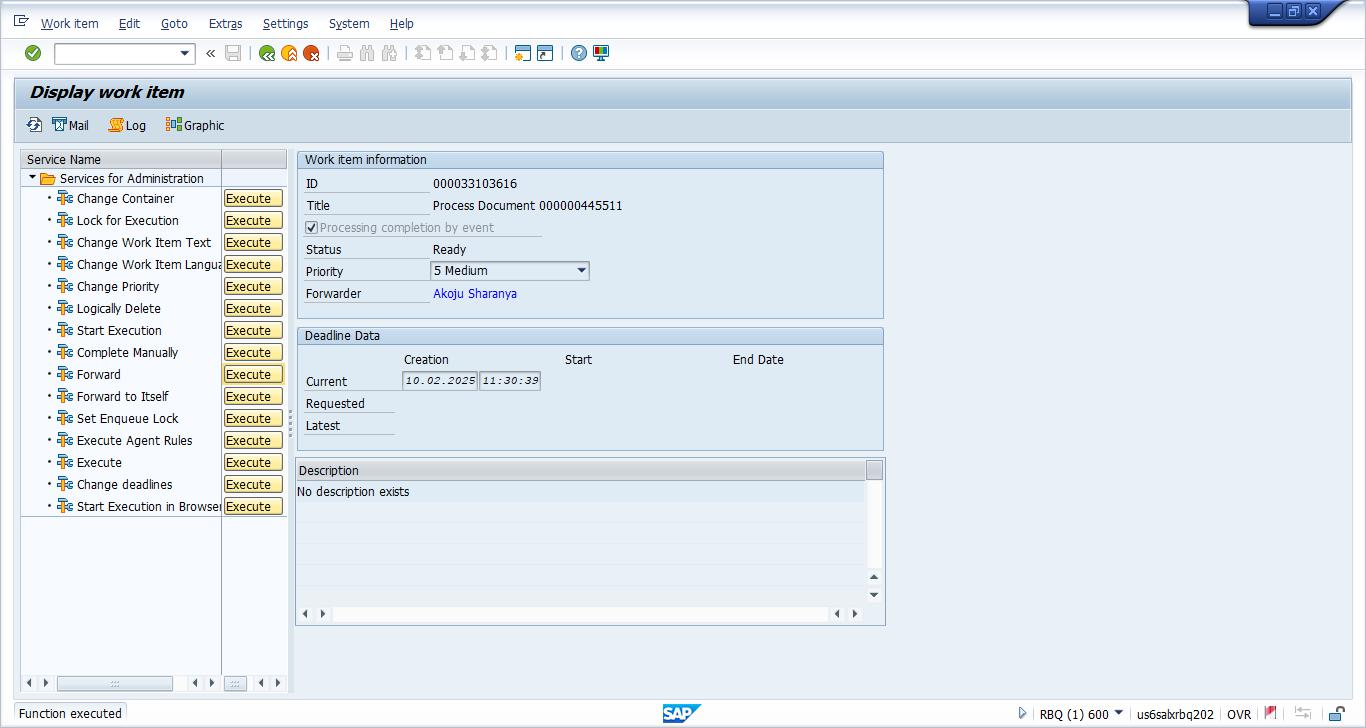 Work item Edit Goto Extras Settings System Help
Display work item
Mail Log Graphic
Service Name
Services for Administration
Change Container Execute
Lock for Execution Execute
Change Work Item Text Execute
Change Work Item Langua Execute
Change Priority Execute
Logically Delete Execute
Start Execution Execute
Complete Manually Execute
Forward Execute
Forward to Itself Execute
Set Enqueue Lock Execute
Execute Agent Rules Execute
Execute Execute
Change deadlines Execute
Start Execution in Browser Execute
Work item information
ID 000033103616
Title Process Document 000000445511
Processing completion by event
Status Ready
Priority 5 Medium
Forwarder Akoju Sharanya
Deadline Data
Creation Start End Date
Current 10.02.2025 11:30:39
Requested
Latest
Description
No description exists
Function executed
SAP
RBQ (1) 600 us6salxrbq202 OVR